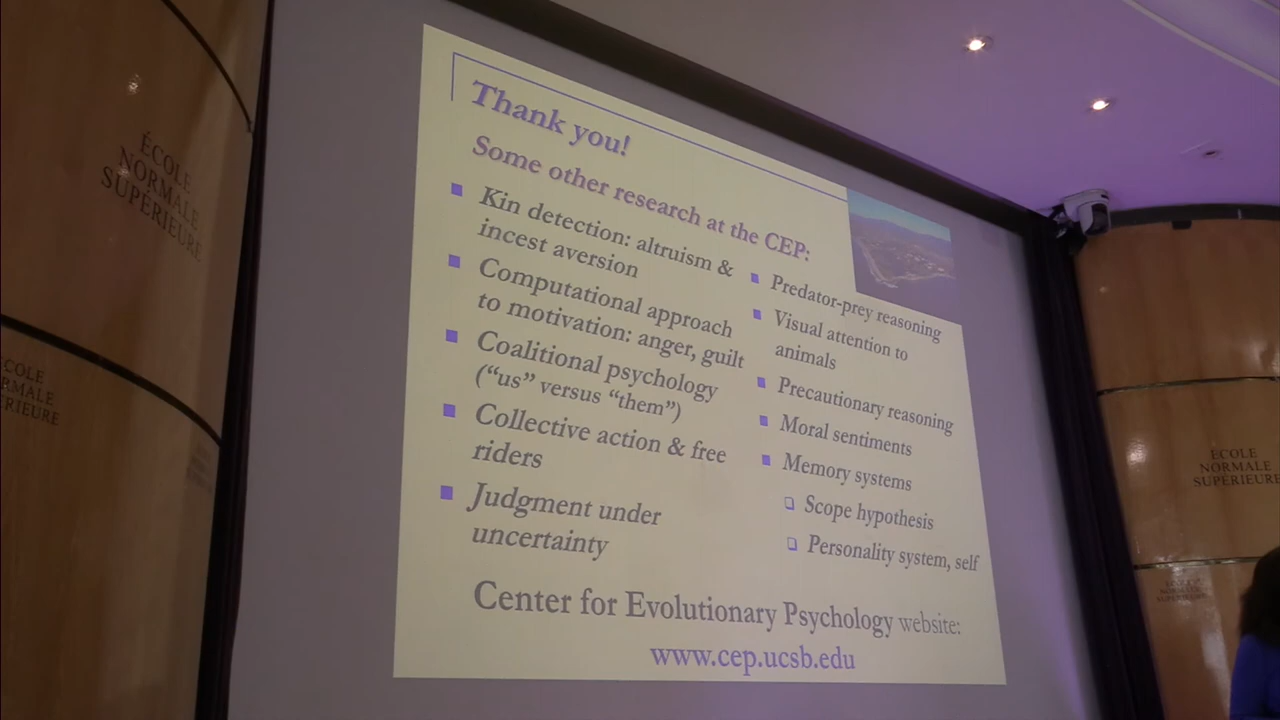 ÉCOLE
NORMALE
SUPÉRIEURE
Thank you!
Some other research at the CEP:
Kin detection: altruism &
incest aversion
Computational approach
to motivation: anger, guilt
Coalitional psychology
("us" versus "them")
Collective action & free
riders
Judgment under
uncertainty
Predator-prey reasoning
Visual attention to
animals
Precautionary reasoning
Moral sentiments
Memory systems
Scope hypothesis
Personality system, self
Center for Evolutionary Psychology website:
www.cep.ucsb.edu
ÉCOLE
NORMALE
SUPÉRIEURE